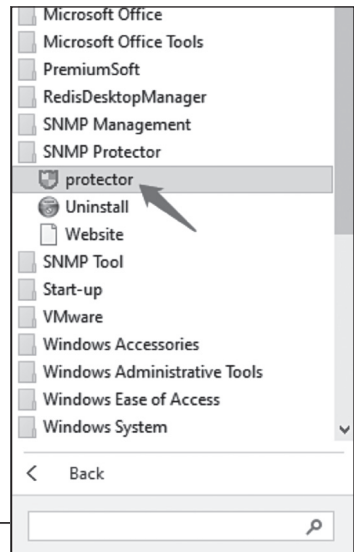 Microsoft Office
Microsoft Office Tools
PremiumSoft
RedisDesktopManager
SNMP Management
SNMP Protector
protector
Uninstall
Website
SNMP Tool
Start-up
VMware
Windows Accessories
Windows Administrative Tools
Windows Ease of Access
Windows System
Back